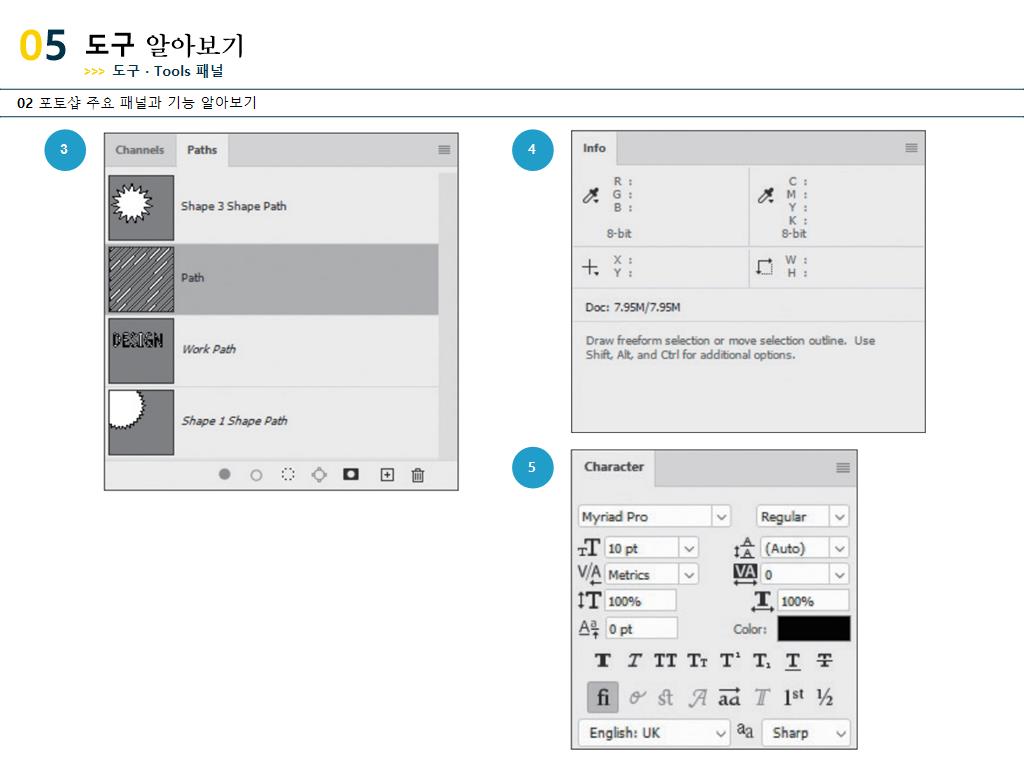 05 도구 알아보기
>>> 도구 · Tools 패널
02 포토샵 주요 패널과 기능 알아보기
3
Channels Paths
Shape 3 Shape Path
Path
DESIGN
Work Path
Shape 1 Shape Path
4
Info
R :
G :
B :
8-bit
C :
M :
Y :
K :
8-bit
X :
Y :
W :
H :
Doc: 7.95M/7.95M
Draw freeform selection or move selection outline. Use
Shift, Alt, and Ctrl for additional options.
5
Character
Myriad Pro Regular
10 pt (Auto)
Metrics 0
100% 100%
0 pt Color:
T T TT Tт T¹ T₁ T T
fi st A ad T 1st ½
English: UK aa Sharp